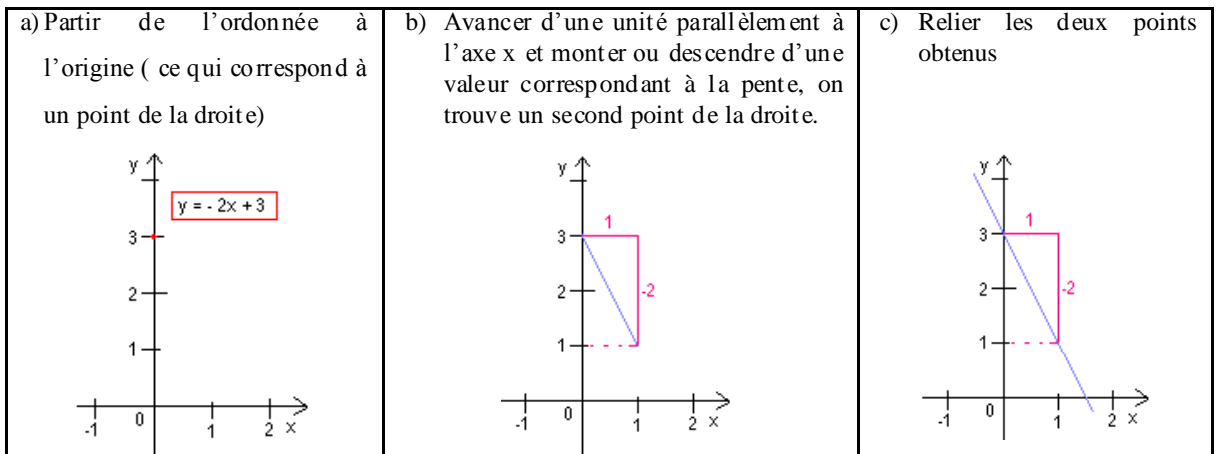 a) Partir de l'ordonnée à
l'origine ( ce qui correspond à
un point de la droite)
y
y = - 2x + 3
3
2
1
-1
0
1
2
x
b) Avancer d'une unité parallèlement à
l'axe x et monter ou descendre d'une
valeur correspondant à la pente, on
trouve un second point de la droite.
y
1
3
2
-2
1
-1
0
1
2
x
c) Relier les deux points
obtenus
y
1
3
2
-2
1
-1
0
1
2
x